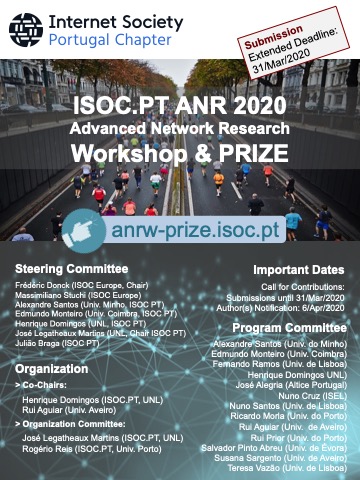 Internet Society
Portugal Chapter
Submission
Extended Deadline:
31/Mar/2020
ISOC.PT ANR 2020
Advanced Network Research
Workshop & PRIZE
anrw-prize.isoc.pt
Steering Committee
Frédéric Donck (ISOC Europe, Chair)
Massimiliano Stuchi (ISOC Europe)
Alexandre Santos (Univ. Minho, ISOC PT)
Edmundo Monteiro (Univ. Coimbra, ISOC PT)
Henrique Domingos (UNL, ISOC PT)
José Legatheaux Martins (UNL, Chair ISOC PT)
Julião Braga (ISOC PT)
Organization
> Co-Chairs:
Henrique Domingos (ISOC PT, UNL)
Rui Aguiar (Univ. Aveiro)
> Organization Committee:
José Legatheaux Martins (ISOC.PT, UNL)
Rogério Reis (ISOC.PT, Univ. Porto)
Important Dates
Call for Contributions:
Submissions until 31/Mar/2020
Author(s) Notification: 6/Apr/2020
Program Committee
Alexandre Santos (Univ. do Minho)
Edmundo Monteiro (Univ. Coimbra)
Fernando Ramos (Univ. de Lisboa)
Henrique Domingos UNL)
José Alegria (Altice Portugal)
Nuno Cruz (ISEL)
Nuno Santos (Univ. de Lisboa)
Ricardo Morla (Univ. do Porto)
Rui Aguiar (Univ. de Aveiro)
Rui Prior (Univ. do Porto)
Salvador Pinto Abreu (Univ. de Évora)
Susana Sargento (Univ. de Aveiro)
Teresa Vazão (Univ. de Lisboa)